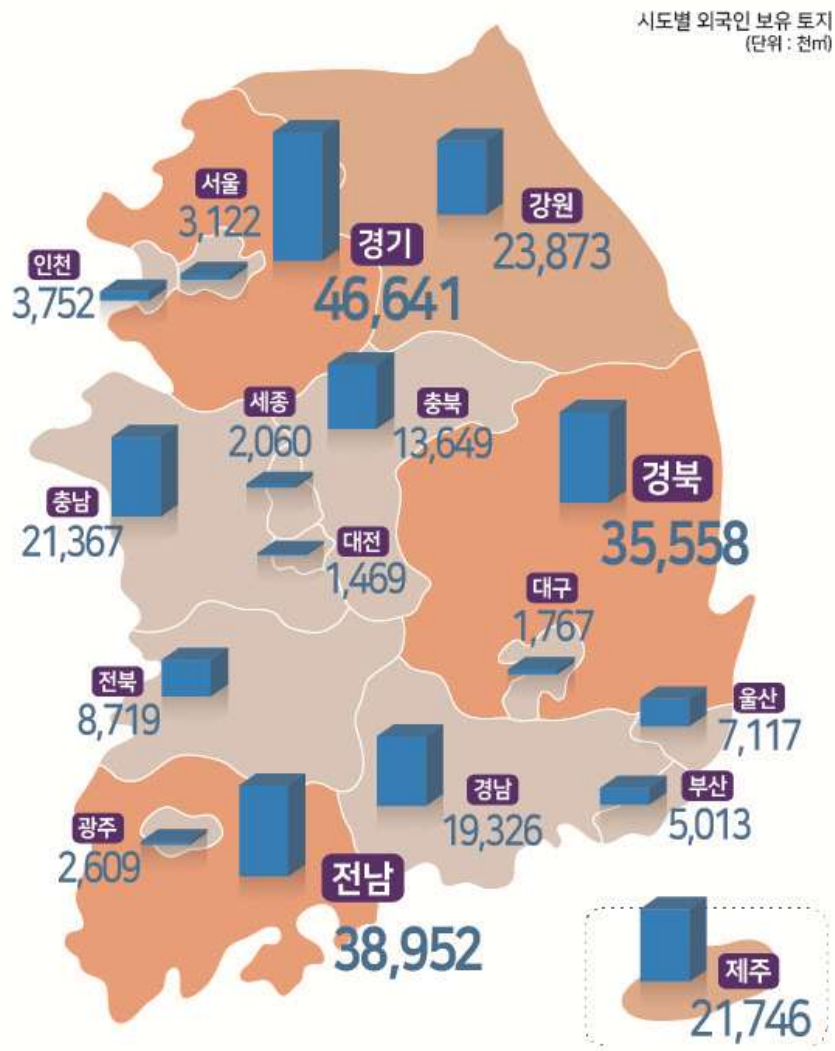 시도별 외국인 보유 토지
(단위 : 천㎡)
서울
3,122
경기
46,641
강원
23,873
인천
3,752
세종
2,060
충북
13,649
경북
35,558
충남
21,367
대전
1,469
대구
1,767
전북
8,719
울산
7,117
경남
19,326
부산
5,013
광주
2,609
전남
38,952
제주
21,746